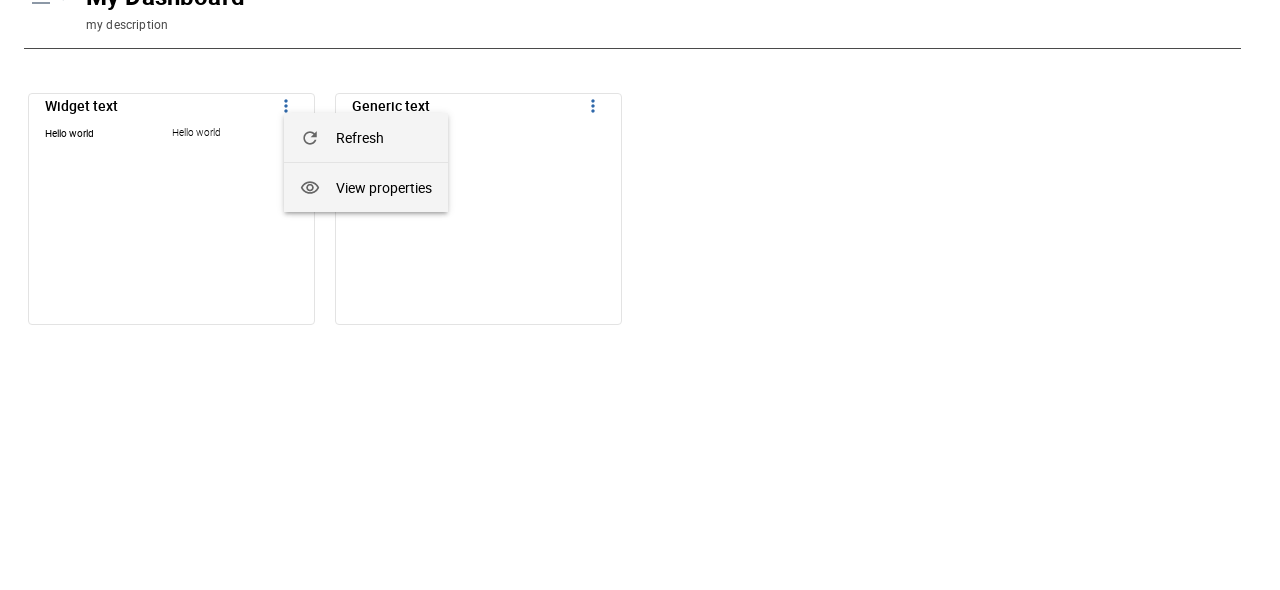 My Dashboard
my description
Widget text
Generic text
Hello world
Hello world
Refresh
View properties